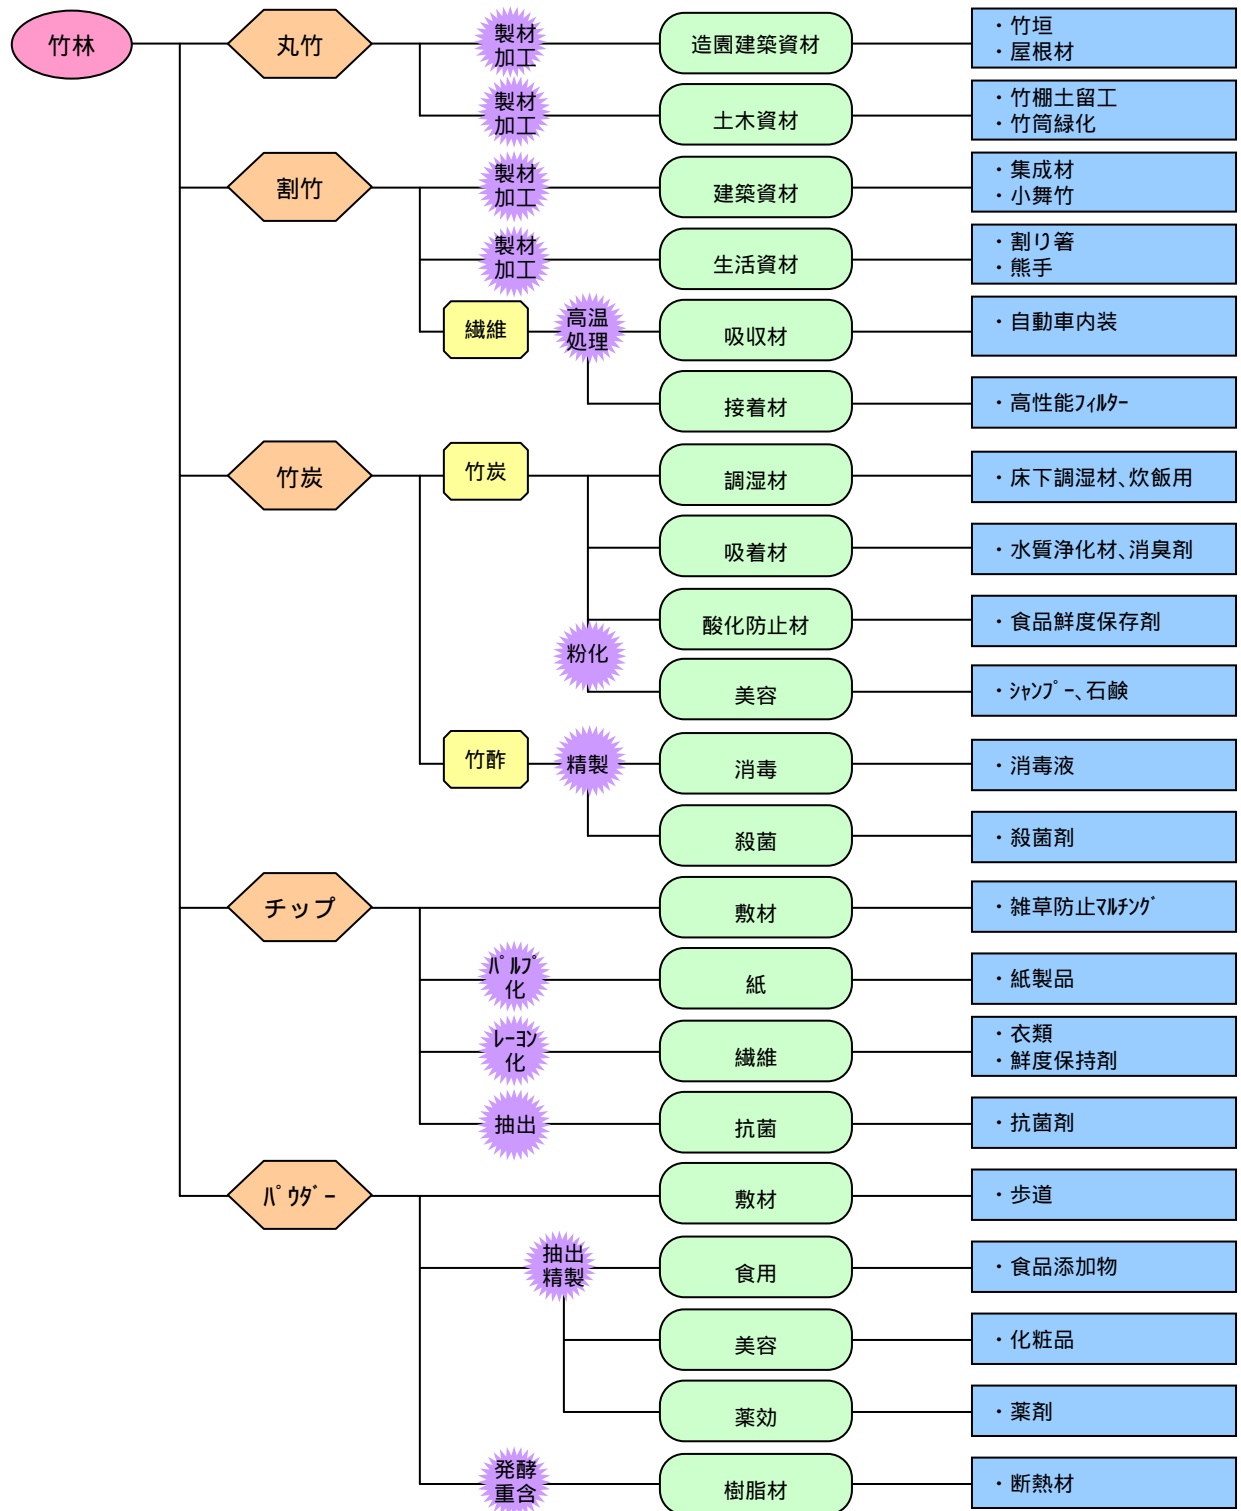 竹林
丸竹
製材
加工
造園建築資材
・竹垣
・屋根材
製材
加工
土木資材
・竹棚土留工
・竹筒緑化
割竹
製材
加工
建築資材
・集成材
・小舞竹
製材
加工
生活資材
・割り箸
・熊手
繊維
高温
処理
吸収材
・自動車内装
接着材
・高性能ﾌｨﾙﾀｰ
竹炭
竹炭
調湿材
・床下調湿材、炊飯用
吸着材
・水質浄化材、消臭剤
酸化防止材
・食品鮮度保存剤
粉化
美容
・ｼｬﾝﾌﾟｰ、石鹸
竹酢
精製
消毒
・消毒液
殺菌
・殺菌剤
チップ
敷材
・雑草防止ﾏﾙﾁﾝｸﾞ
ﾊﾟﾙﾌﾟ
化
紙
・紙製品
ﾚｰﾖﾝ
化
繊維
・衣類
・鮮度保持剤
抽出
抗菌
・抗菌剤
ﾊﾟｳﾀﾞｰ
敷材
・歩道
抽出
精製
食用
・食品添加物
美容
・化粧品
薬効
・薬剤
発酵
重含
樹脂材
・断熱材